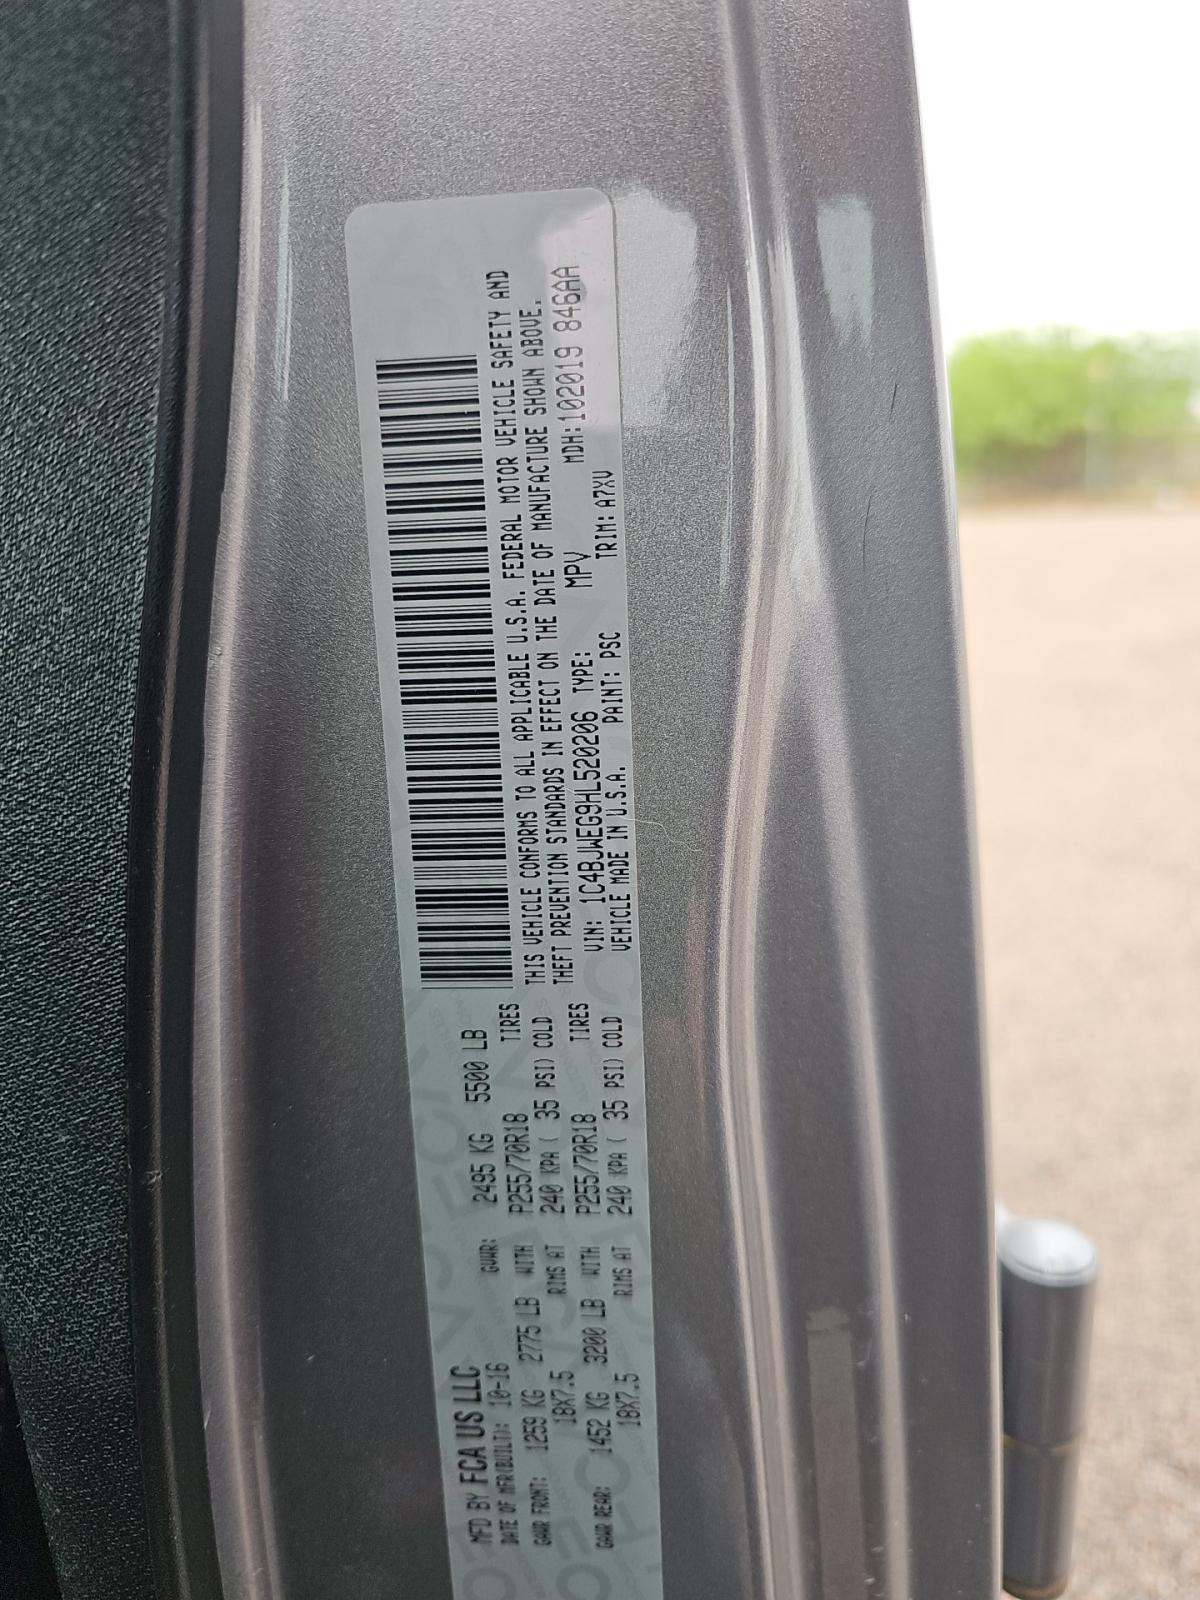 MFD BY FCA US LLC
DATE OF MFR(BUILT): 10-16 GVWR: 2495 KG 5500 LB
GAWR FRONT: 1259 KG 2775 LB WITH P255/70R18 TIRES
18X7.5 RIMS AT 240 KPA ( 35 PSI) COLD
GAWR REAR: 1452 KG 3200 LB WITH P255/70R18 TIRES
18X7.5 RIMS AT 240 KPA ( 35 PSI) COLD
THIS VEHICLE CONFORMS TO ALL APPLICABLE U.S.A. FEDERAL MOTOR VEHICLE SAFETY AND
THEFT PREVENTION STANDARDS IN EFFECT ON THE DATE OF MANUFACTURE SHOWN ABOVE.
VIN: 1C4BJWEG9HL520206 TYPE: MPV MDH:102019 846AA
VEHICLE MADE IN U.S.A. PAINT: PSC TRIM: A7XV